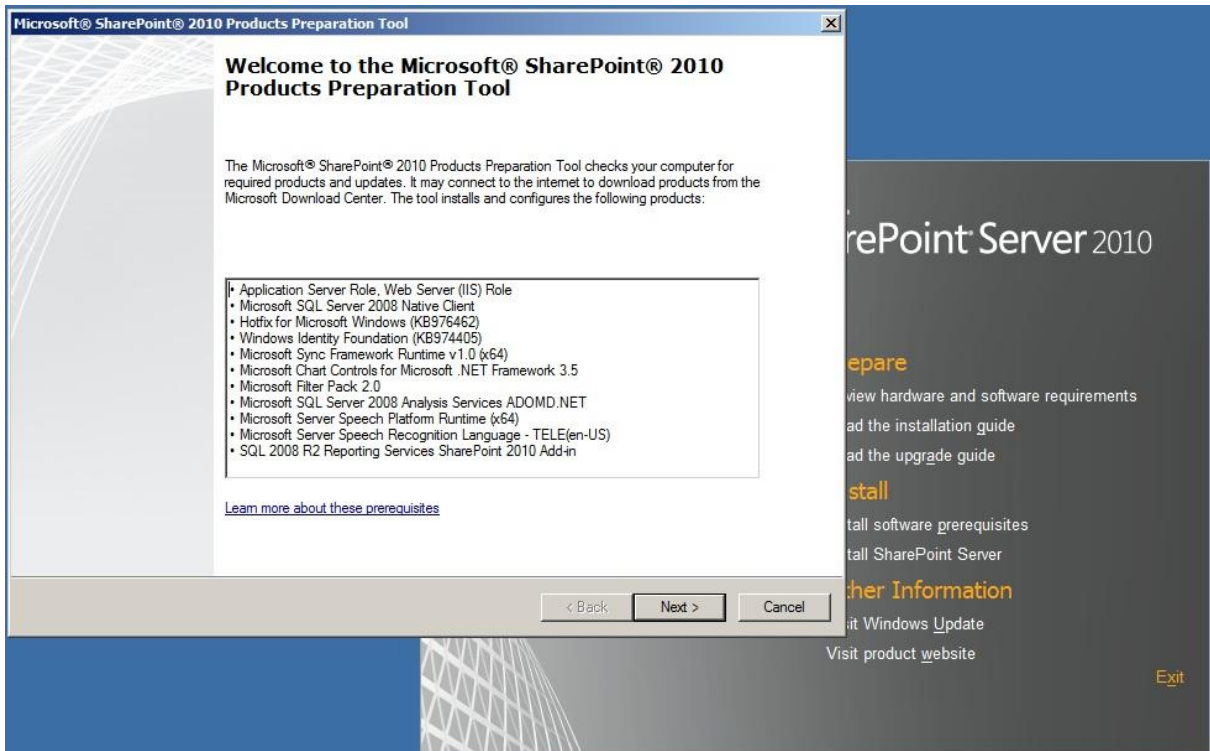 Microsoft® SharePoint® 2010 Products Preparation Tool
Welcome to the Microsoft® SharePoint® 2010
Products Preparation Tool
The Microsoft® SharePoint® 2010 Products Preparation Tool checks your computer for
required products and updates. It may connect to the internet to download products from the
Microsoft Download Center. The tool installs and configures the following products:
• Application Server Role, Web Server (IIS) Role
• Microsoft SQL Server 2008 Native Client
• Hotfix for Microsoft Windows (KB976462)
• Windows Identity Foundation (KB974405)
• Microsoft Sync Framework Runtime v1.0 (x64)
• Microsoft Chart Controls for Microsoft .NET Framework 3.5
• Microsoft Filter Pack 2.0
• Microsoft SQL Server 2008 Analysis Services ADOMD.NET
• Microsoft Server Speech Platform Runtime (x64)
• Microsoft Server Speech Recognition Language - TELE(en-US)
• SQL 2008 R2 Reporting Services SharePoint 2010 Add-in
Learn more about these prerequisites
< Back Next > Cancel
rePoint Server 2010
epare
view hardware and software requirements
ad the installation guide
ad the upgrade guide
stall
tall software prerequisites
tall SharePoint Server
ther Information
sit Windows Update
Visit product website
Exit